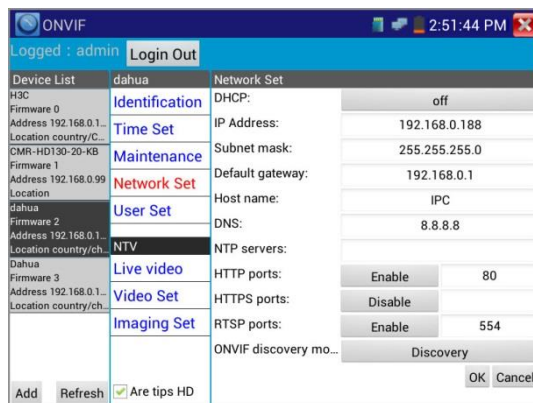 ONVIF
2:51:44 PM
Logged : admin
Login Out
Device List
H3C
Firmware 0
Address 192.168.0.1...
Location country/C...
CMR-HD130-20-KB
Firmware 1
Address 192.168.0.99
Location
dahua
Firmware 2
Address 192.168.0.1...
Location country/ch...
Dahua
Firmware 3
Address 192.168.0.1...
Location country/ch...
Add
Refresh
dahua
Identification
Time Set
Maintenance
Network Set
User Set
NTV
Live video
Video Set
Imaging Set
Are tips HD
Network Set
DHCP: off
IP Address: 192.168.0.188
Subnet mask: 255.255.255.0
Default gateway: 192.168.0.1
Host name: IPC
DNS: 8.8.8.8
NTP servers:
HTTP ports: Enable 80
HTTPS ports: Disable
RTSP ports: Enable 554
ONVIF discovery mo... Discovery
OK Cancel